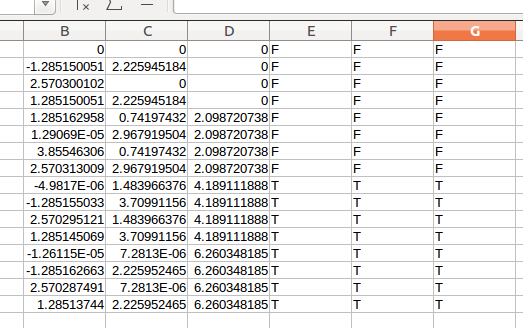 B C D E F G
0 0 0 F F F
-1.285150051 2.225945184 0 F F F
2.570300102 0 0 F F F
1.285150051 2.225945184 0 F F F
1.285162958 0.74197432 2.098720738 F F F
1.29069E-05 2.967919504 2.098720738 F F F
3.85546306 0.74197432 2.098720738 F F F
2.570313009 2.967919504 2.098720738 F F F
-4.9817E-06 1.483966376 4.189111888 T T T
-1.285155033 3.70991156 4.189111888 T T T
2.570295121 1.483966376 4.189111888 T T T
1.285145069 3.70991156 4.189111888 T T T
-1.26115E-05 7.2813E-06 6.260348185 T T T
-1.285162663 2.225952465 6.260348185 T T T
2.570287491 7.2813E-06 6.260348185 T T T
1.28513744 2.225952465 6.260348185 T T T